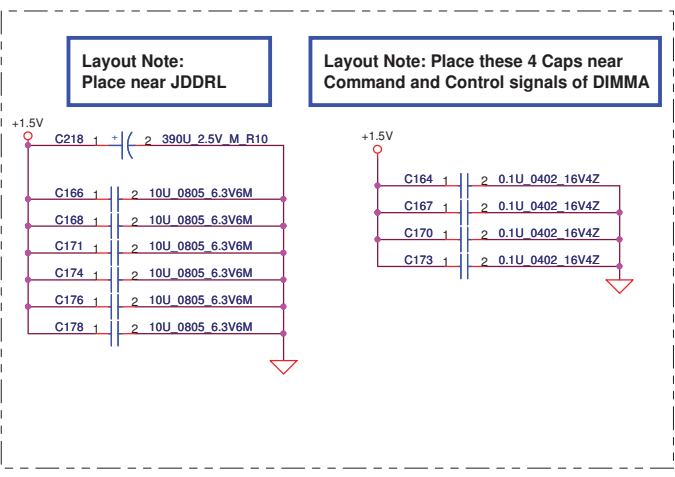 Layout Note:
Place near JDDRL
+1.5V
C218 1 + 2 390U_2.5V_M_R10
C166 1 2 10U_0805_6.3V6M
C168 1 2 10U_0805_6.3V6M
C171 1 2 10U_0805_6.3V6M
C174 1 2 10U_0805_6.3V6M
C176 1 2 10U_0805_6.3V6M
C178 1 2 10U_0805_6.3V6M
Layout Note: Place these 4 Caps near
Command and Control signals of DIMMA
+1.5V
C164 1 2 0.1U_0402_16V4Z
C167 1 2 0.1U_0402_16V4Z
C170 1 2 0.1U_0402_16V4Z
C173 1 2 0.1U_0402_16V4Z